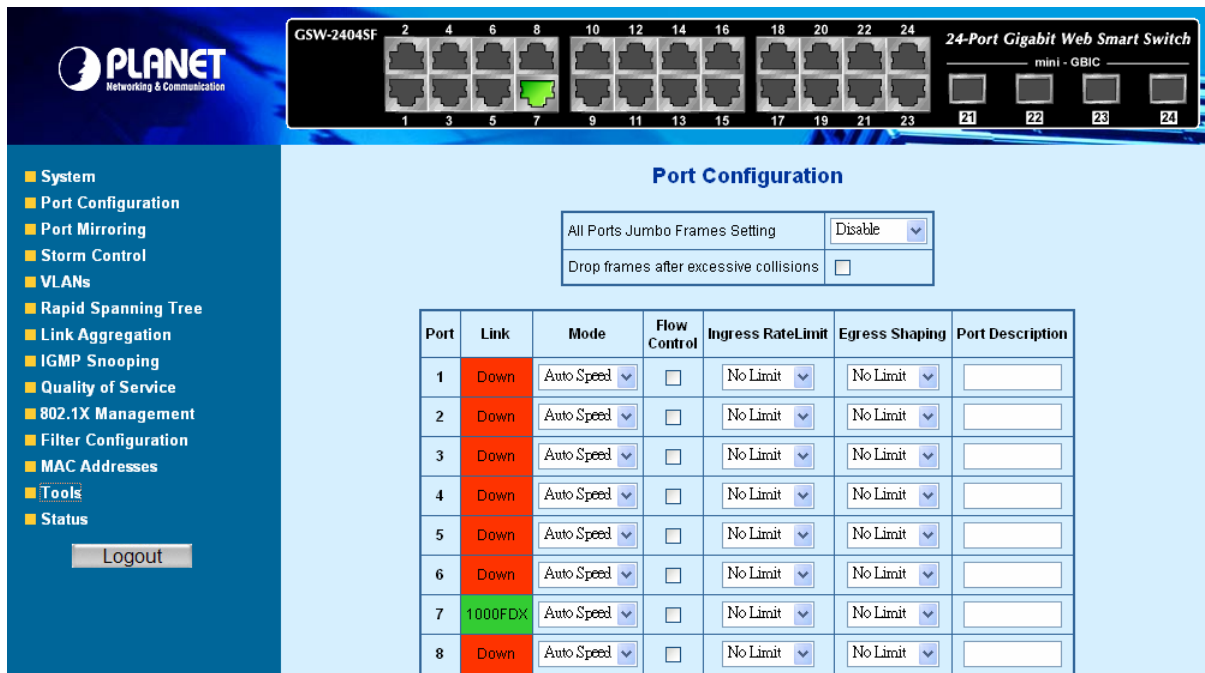 PLANET
Networking & Communication
GSW-2404SF
2 4 6 8 10 12 14 16 18 20 22 24
1 3 5 7 9 11 13 15 17 19 21 23
24-Port Gigabit Web Smart Switch
mini - GBIC
21 22 23 24
System
Port Configuration
Port Mirroring
Storm Control
VLANs
Rapid Spanning Tree
Link Aggregation
IGMP Snooping
Quality of Service
802.1X Management
Filter Configuration
MAC Addresses
Tools
Status
Logout
Port Configuration
All Ports Jumbo Frames Setting Disable
Drop frames after excessive collisions
Port Link Mode Flow Control Ingress RateLimit Egress Shaping Port Description
1 Down Auto Speed No Limit No Limit
2 Down Auto Speed No Limit No Limit
3 Down Auto Speed No Limit No Limit
4 Down Auto Speed No Limit No Limit
5 Down Auto Speed No Limit No Limit
6 Down Auto Speed No Limit No Limit
7 1000FDX Auto Speed No Limit No Limit
8 Down Auto Speed No Limit No Limit